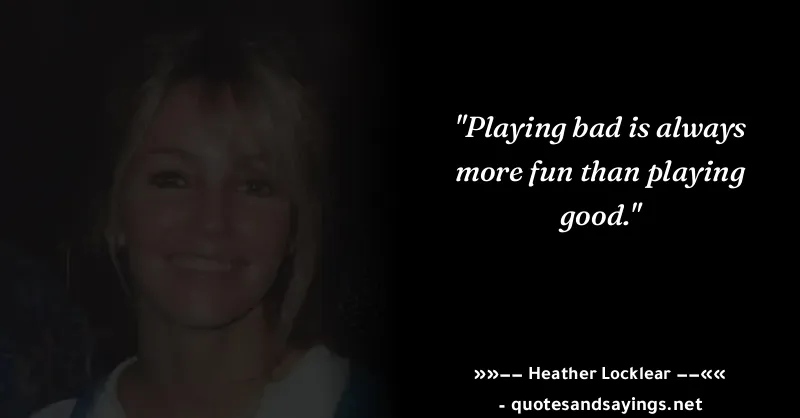 "Playing bad is always
more fun than playing
good."
»»–– Heather Locklear ––««
- quotesandsayings.net